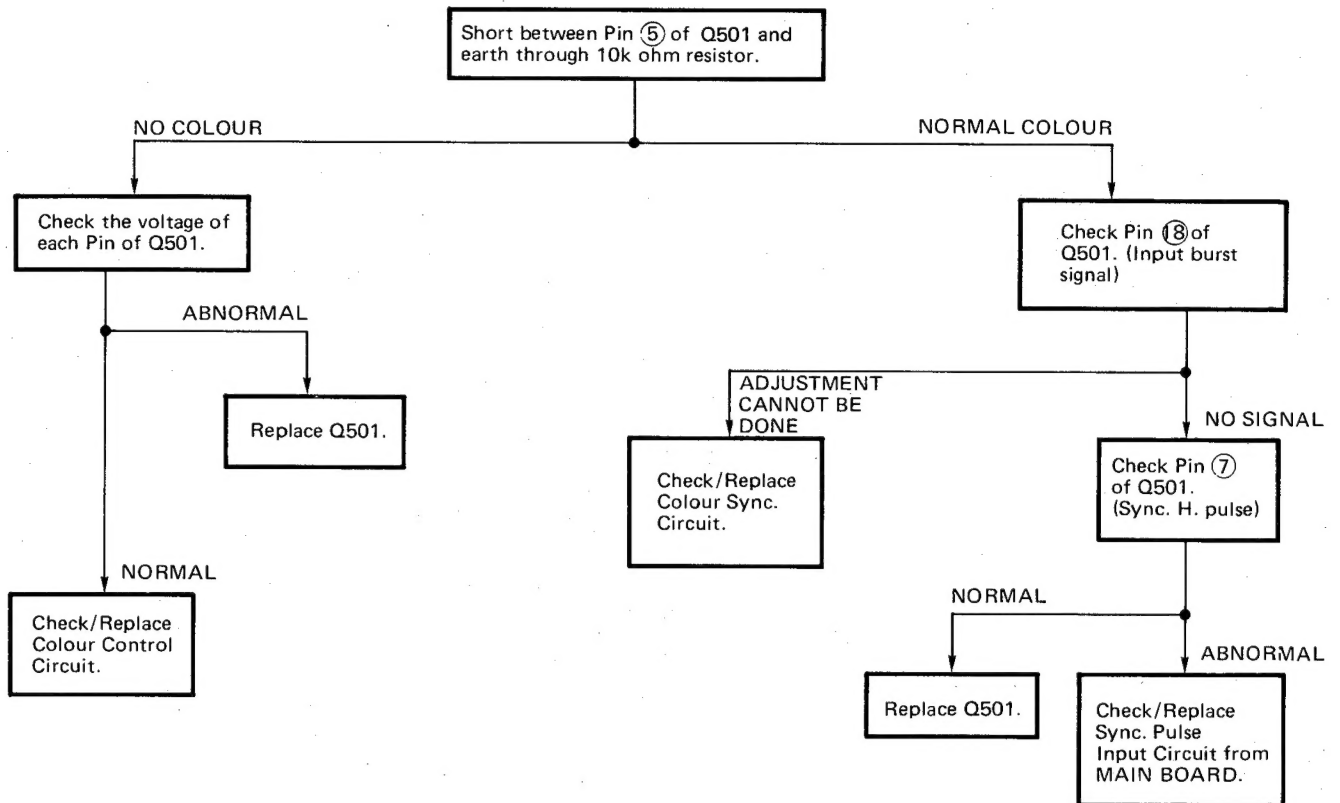 Short between Pin ⑤ of Q501 and
earth through 10k ohm resistor.
NO COLOUR
NORMAL COLOUR
Check the voltage of
each Pin of Q501.
Check Pin ⑱ of
Q501. (Input burst
signal)
ABNORMAL
Replace Q501.
ADJUSTMENT
CANNOT BE
DONE
NO SIGNAL
Check/Replace
Colour Sync.
Circuit.
Check Pin ⑦
of Q501.
(Sync. H. pulse)
NORMAL
Check/Replace
Colour Control
Circuit.
NORMAL
ABNORMAL
Replace Q501.
Check/Replace
Sync. Pulse
Input Circuit from
MAIN BOARD.